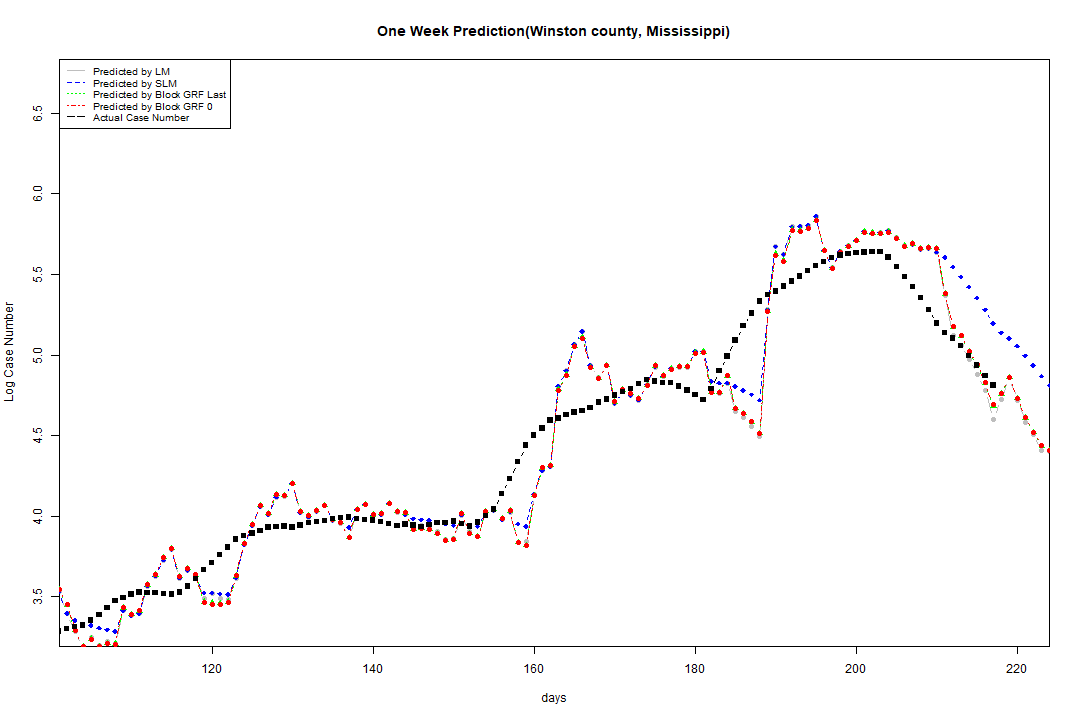 One Week Prediction(Winston county, Mississippi)
Predicted by LM
Predicted by SLM
Predicted by Block GRF Last
Predicted by Block GRF 0
Actual Case Number
Log Case Number
6.5
6.0
5.5
5.0
4.5
4.0
3.5
120 140 160 180 200 220
days